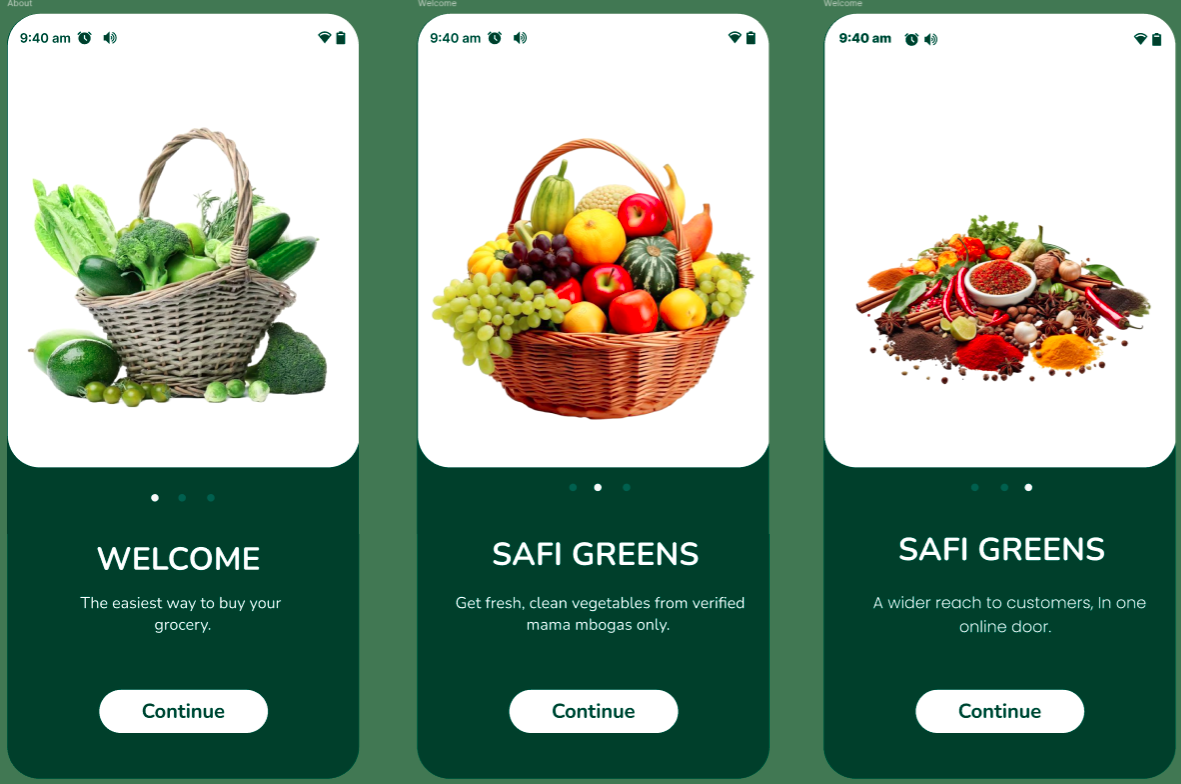 About
9:40 am
WELCOME
The easiest way to buy your
grocery.
Continue
Welcome
9:40 am
SAFI GREENS
Get fresh, clean vegetables from verified
mama mbogas only.
Continue
Welcome
9:40 am
SAFI GREENS
A wider reach to customers, In one
online door.
Continue